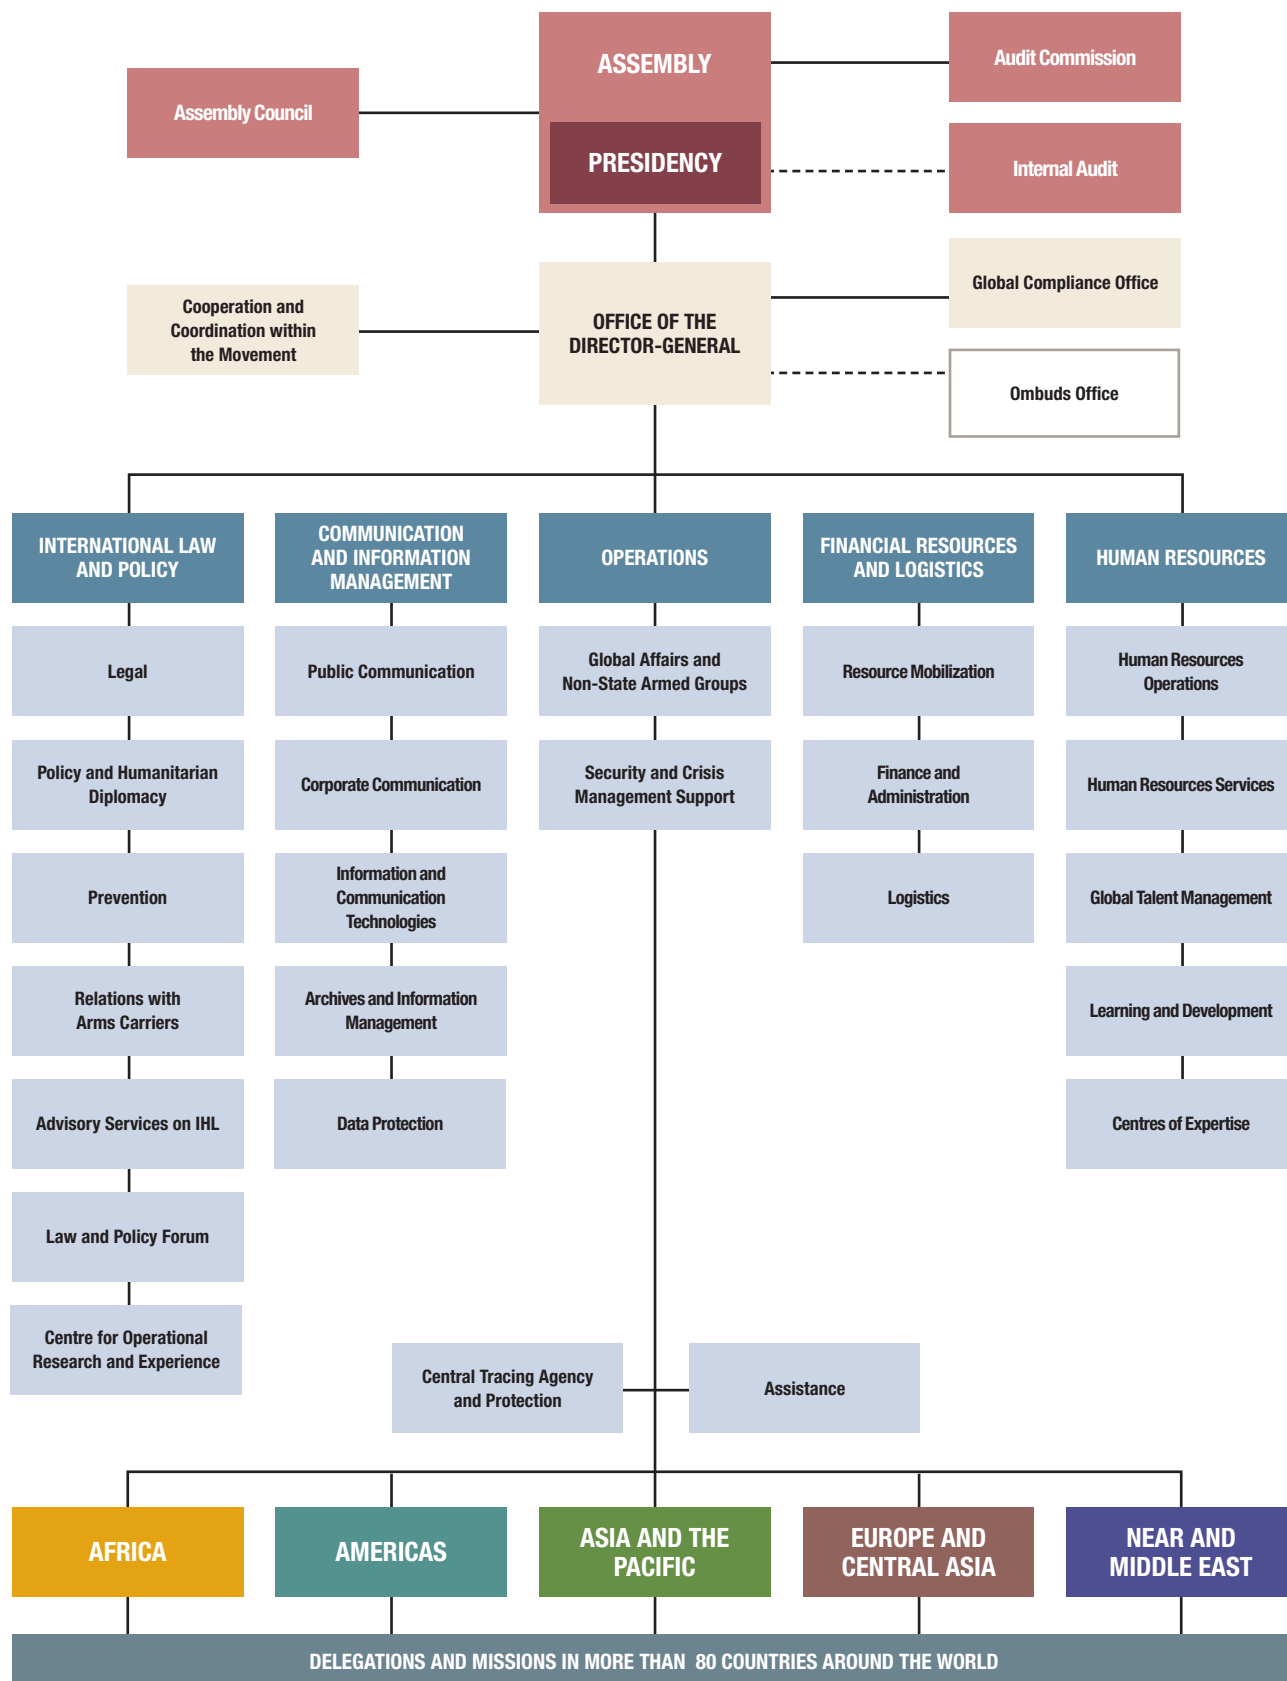 ASSEMBLY
PRESIDENCY
Audit Commission
Assembly Council
Internal Audit
Cooperation and
Coordination within
the Movement
OFFICE OF THE
DIRECTOR-GENERAL
Global Compliance Office
Ombuds Office
INTERNATIONAL LAW
AND POLICY
Legal
Policy and Humanitarian
Diplomacy
Prevention
Relations with
Arms Carriers
Advisory Services on IHL
Law and Policy Forum
Centre for Operational
Research and Experience
COMMUNICATION
AND INFORMATION
MANAGEMENT
Public Communication
Corporate Communication
Information and
Communication
Technologies
Archives and Information
Management
Data Protection
OPERATIONS
Global Affairs and
Non-State Armed Groups
Security and Crisis
Management Support
FINANCIAL RESOURCES
AND LOGISTICS
Resource Mobilization
Finance and
Administration
Logistics
HUMAN RESOURCES
Human Resources
Operations
Human Resources Services
Global Talent Management
Learning and Development
Centres of Expertise
Central Tracing Agency
and Protection
Assistance
AFRICA
AMERICAS
ASIA AND THE
PACIFIC
EUROPE AND
CENTRAL ASIA
NEAR AND
MIDDLE EAST
DELEGATIONS AND MISSIONS IN MORE THAN 80 COUNTRIES AROUND THE WORLD